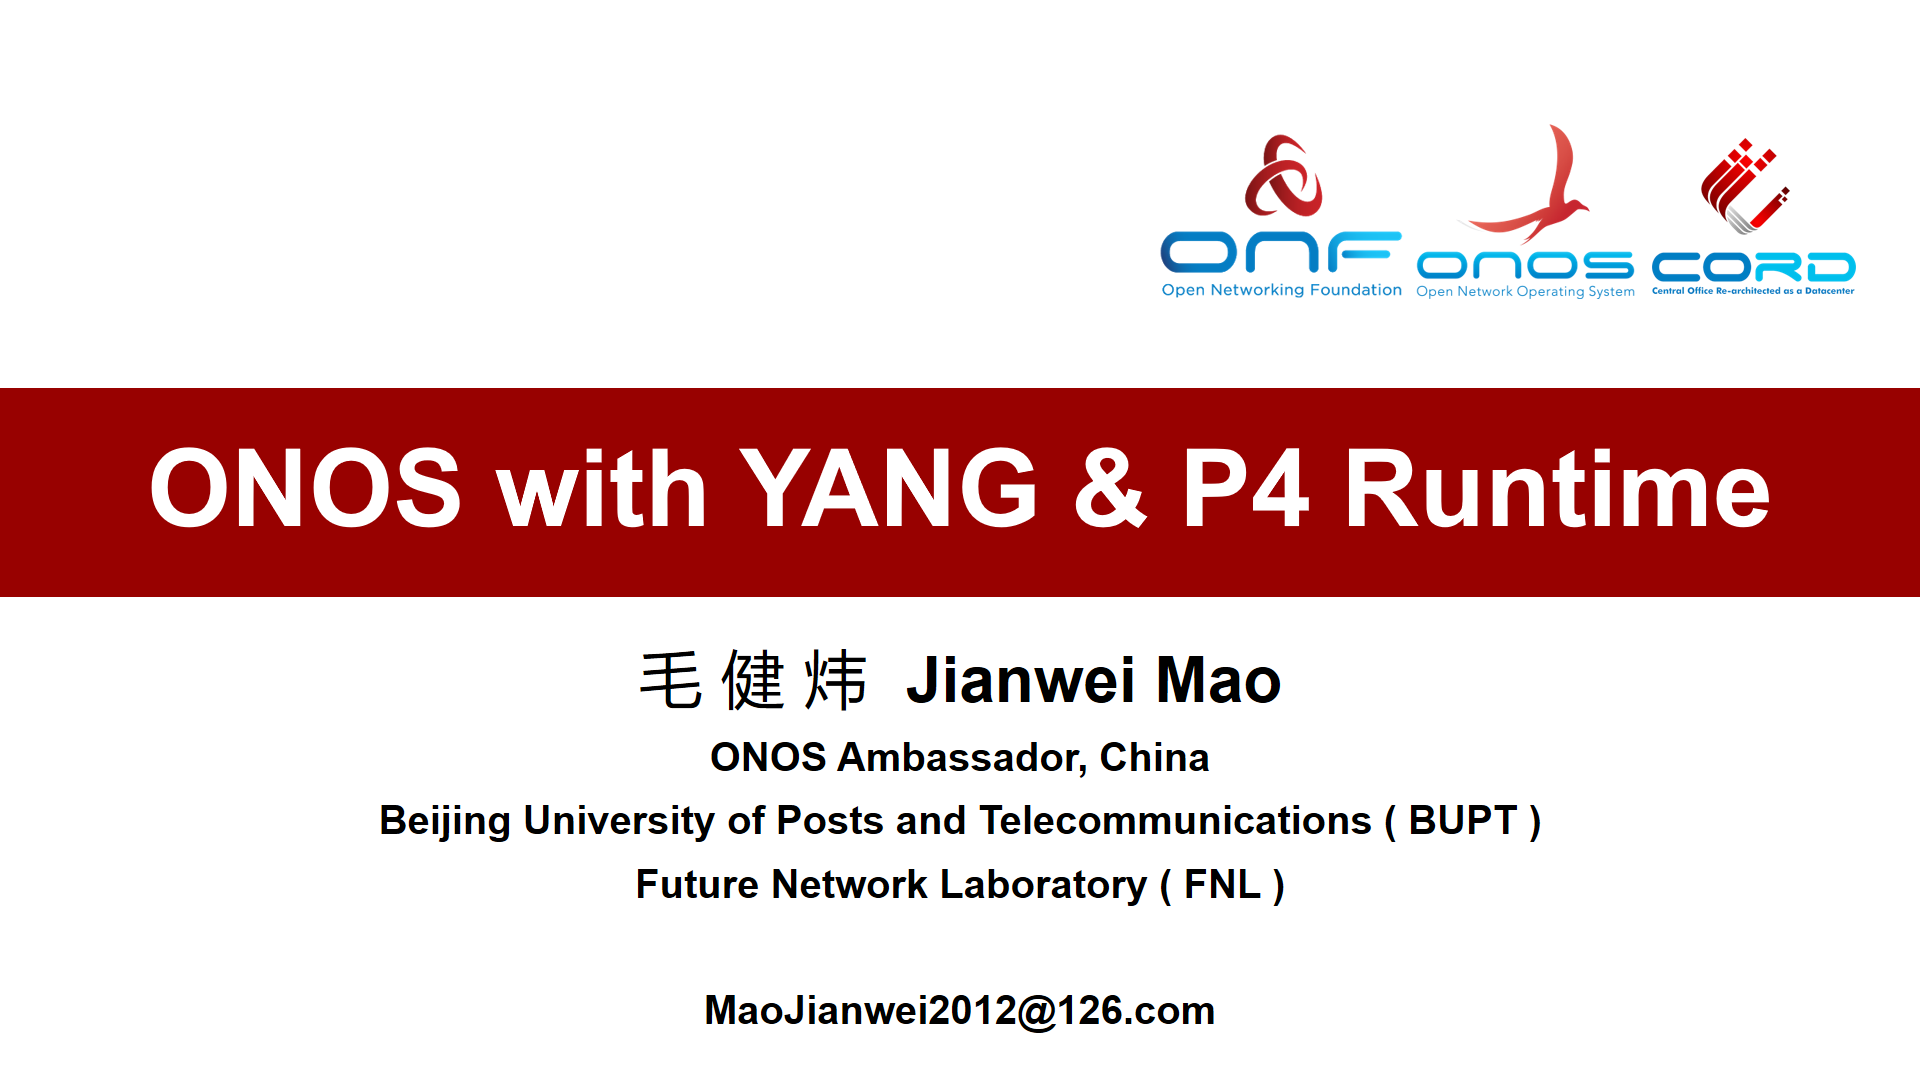 ONF
Open Networking Foundation
ONOS
Open Network Operating System
CORD
Central Office Re-architected as a Datacenter
ONOS with YANG & P4 Runtime
毛 健 炜 Jianwei Mao
ONOS Ambassador, China
Beijing University of Posts and Telecommunications ( BUPT )
Future Network Laboratory ( FNL )
MaoJianwei2012@126.com